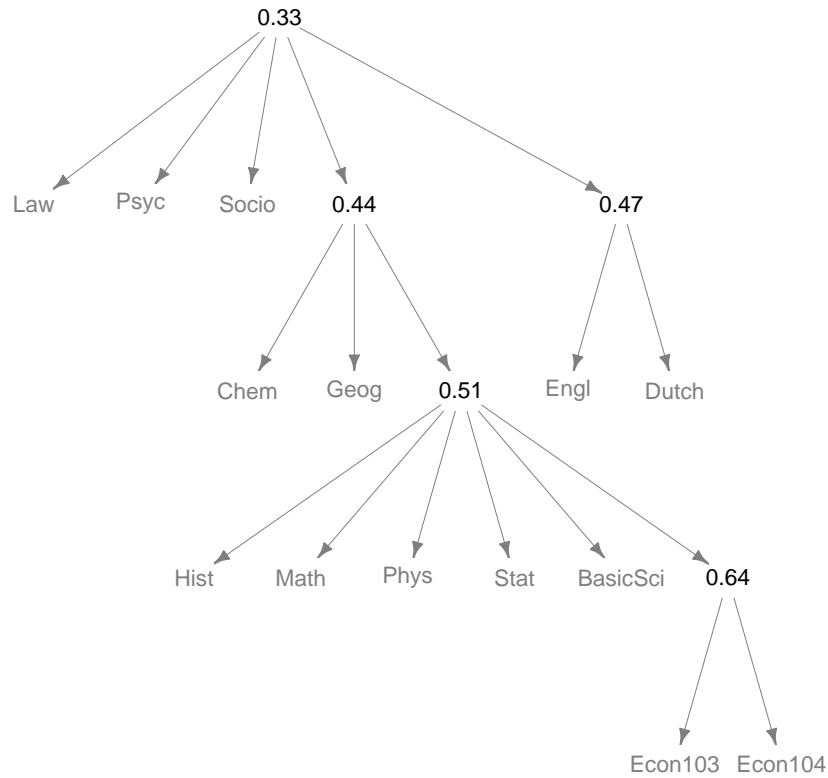 0.33
Law Psyc Socio 0.44 0.47
Chem Geog 0.51 Engl Dutch
Hist Math Phys Stat BasicSci 0.64
Econ103 Econ104